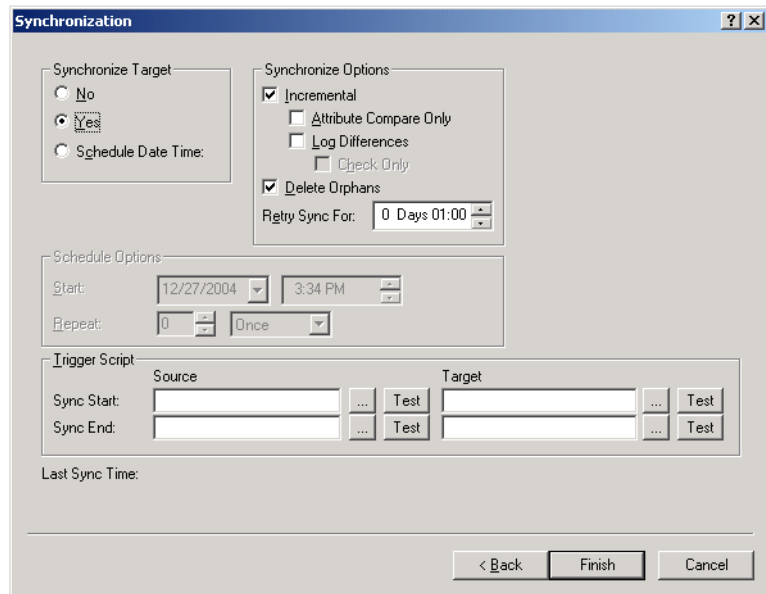 Synchronization
Synchronize Target
No
Yes
Schedule Date Time:
Synchronize Options
Incremental
Attribute Compare Only
Log Differences
Check Only
Delete Orphans
Retry Sync For: 0 Days 01:00
Schedule Options
Start: 12/27/2004 3:34 PM
Repeat: 0 Once
Trigger Script
Source Target
Sync Start: ... Test ... Test
Sync End: ... Test ... Test
Last Sync Time:
< Back Finish Cancel